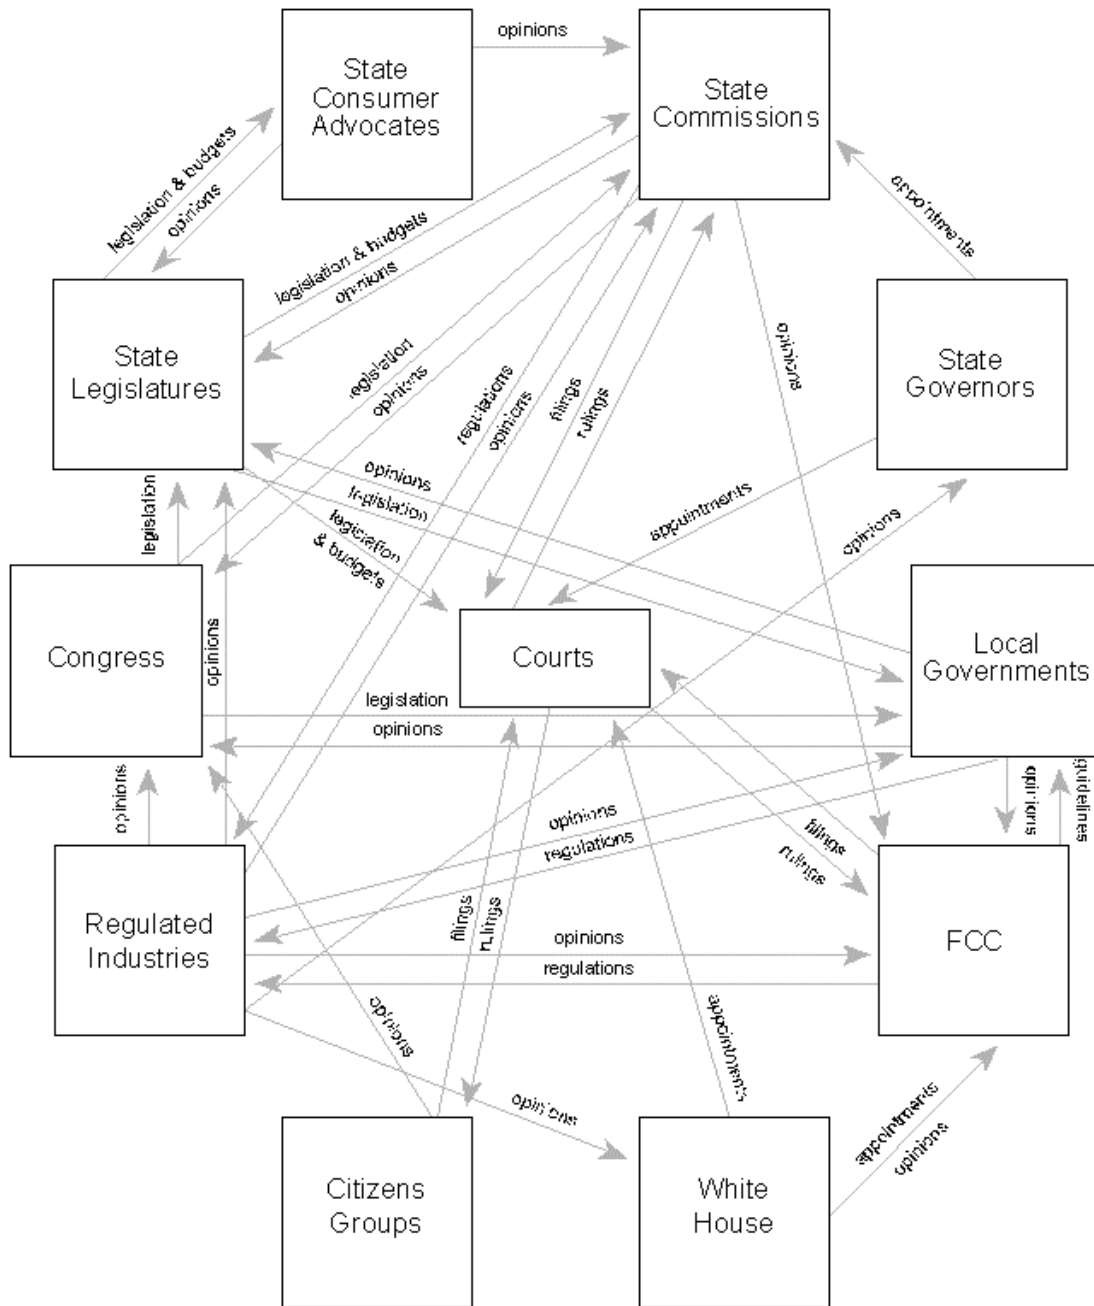 opinions
State
Consumer
Advocates
State
Commissions
legislation & budgets
opinions
legislation & budgets
opinions
appointments
State
Legislatures
State
Governors
legislation
opinions
regulations
opinions
filings
rulings
opinions
opinions
legislation
legislation
& budgets
appointments
opinions
legislation
opinions
Congress
Courts
Local
Governments
legislation
opinions
opinions
opinions
guidelines
opinions
regulations
filings
rulings
Regulated
Industries
filings
rulings
opinions
regulations
FCC
opinions
appointments
opinions
appointments
opinions
Citizens
Groups
White
House